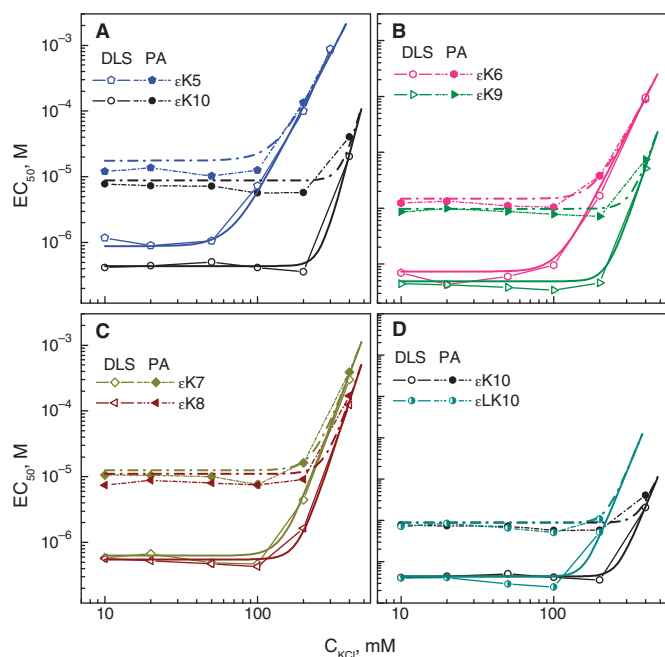 A
DLS PA
εK5
εK10
10⁻³
10⁻⁴
10⁻⁵
10⁻⁶
EC₅₀, M
B
DLS PA
εK6
εK9
C
DLS PA
εK7
εK8
10⁻³
10⁻⁴
10⁻⁵
10⁻⁶
EC₅₀, M
10 100
D
DLS PA
εK10
εLK10
10 100
C_KCl, mM